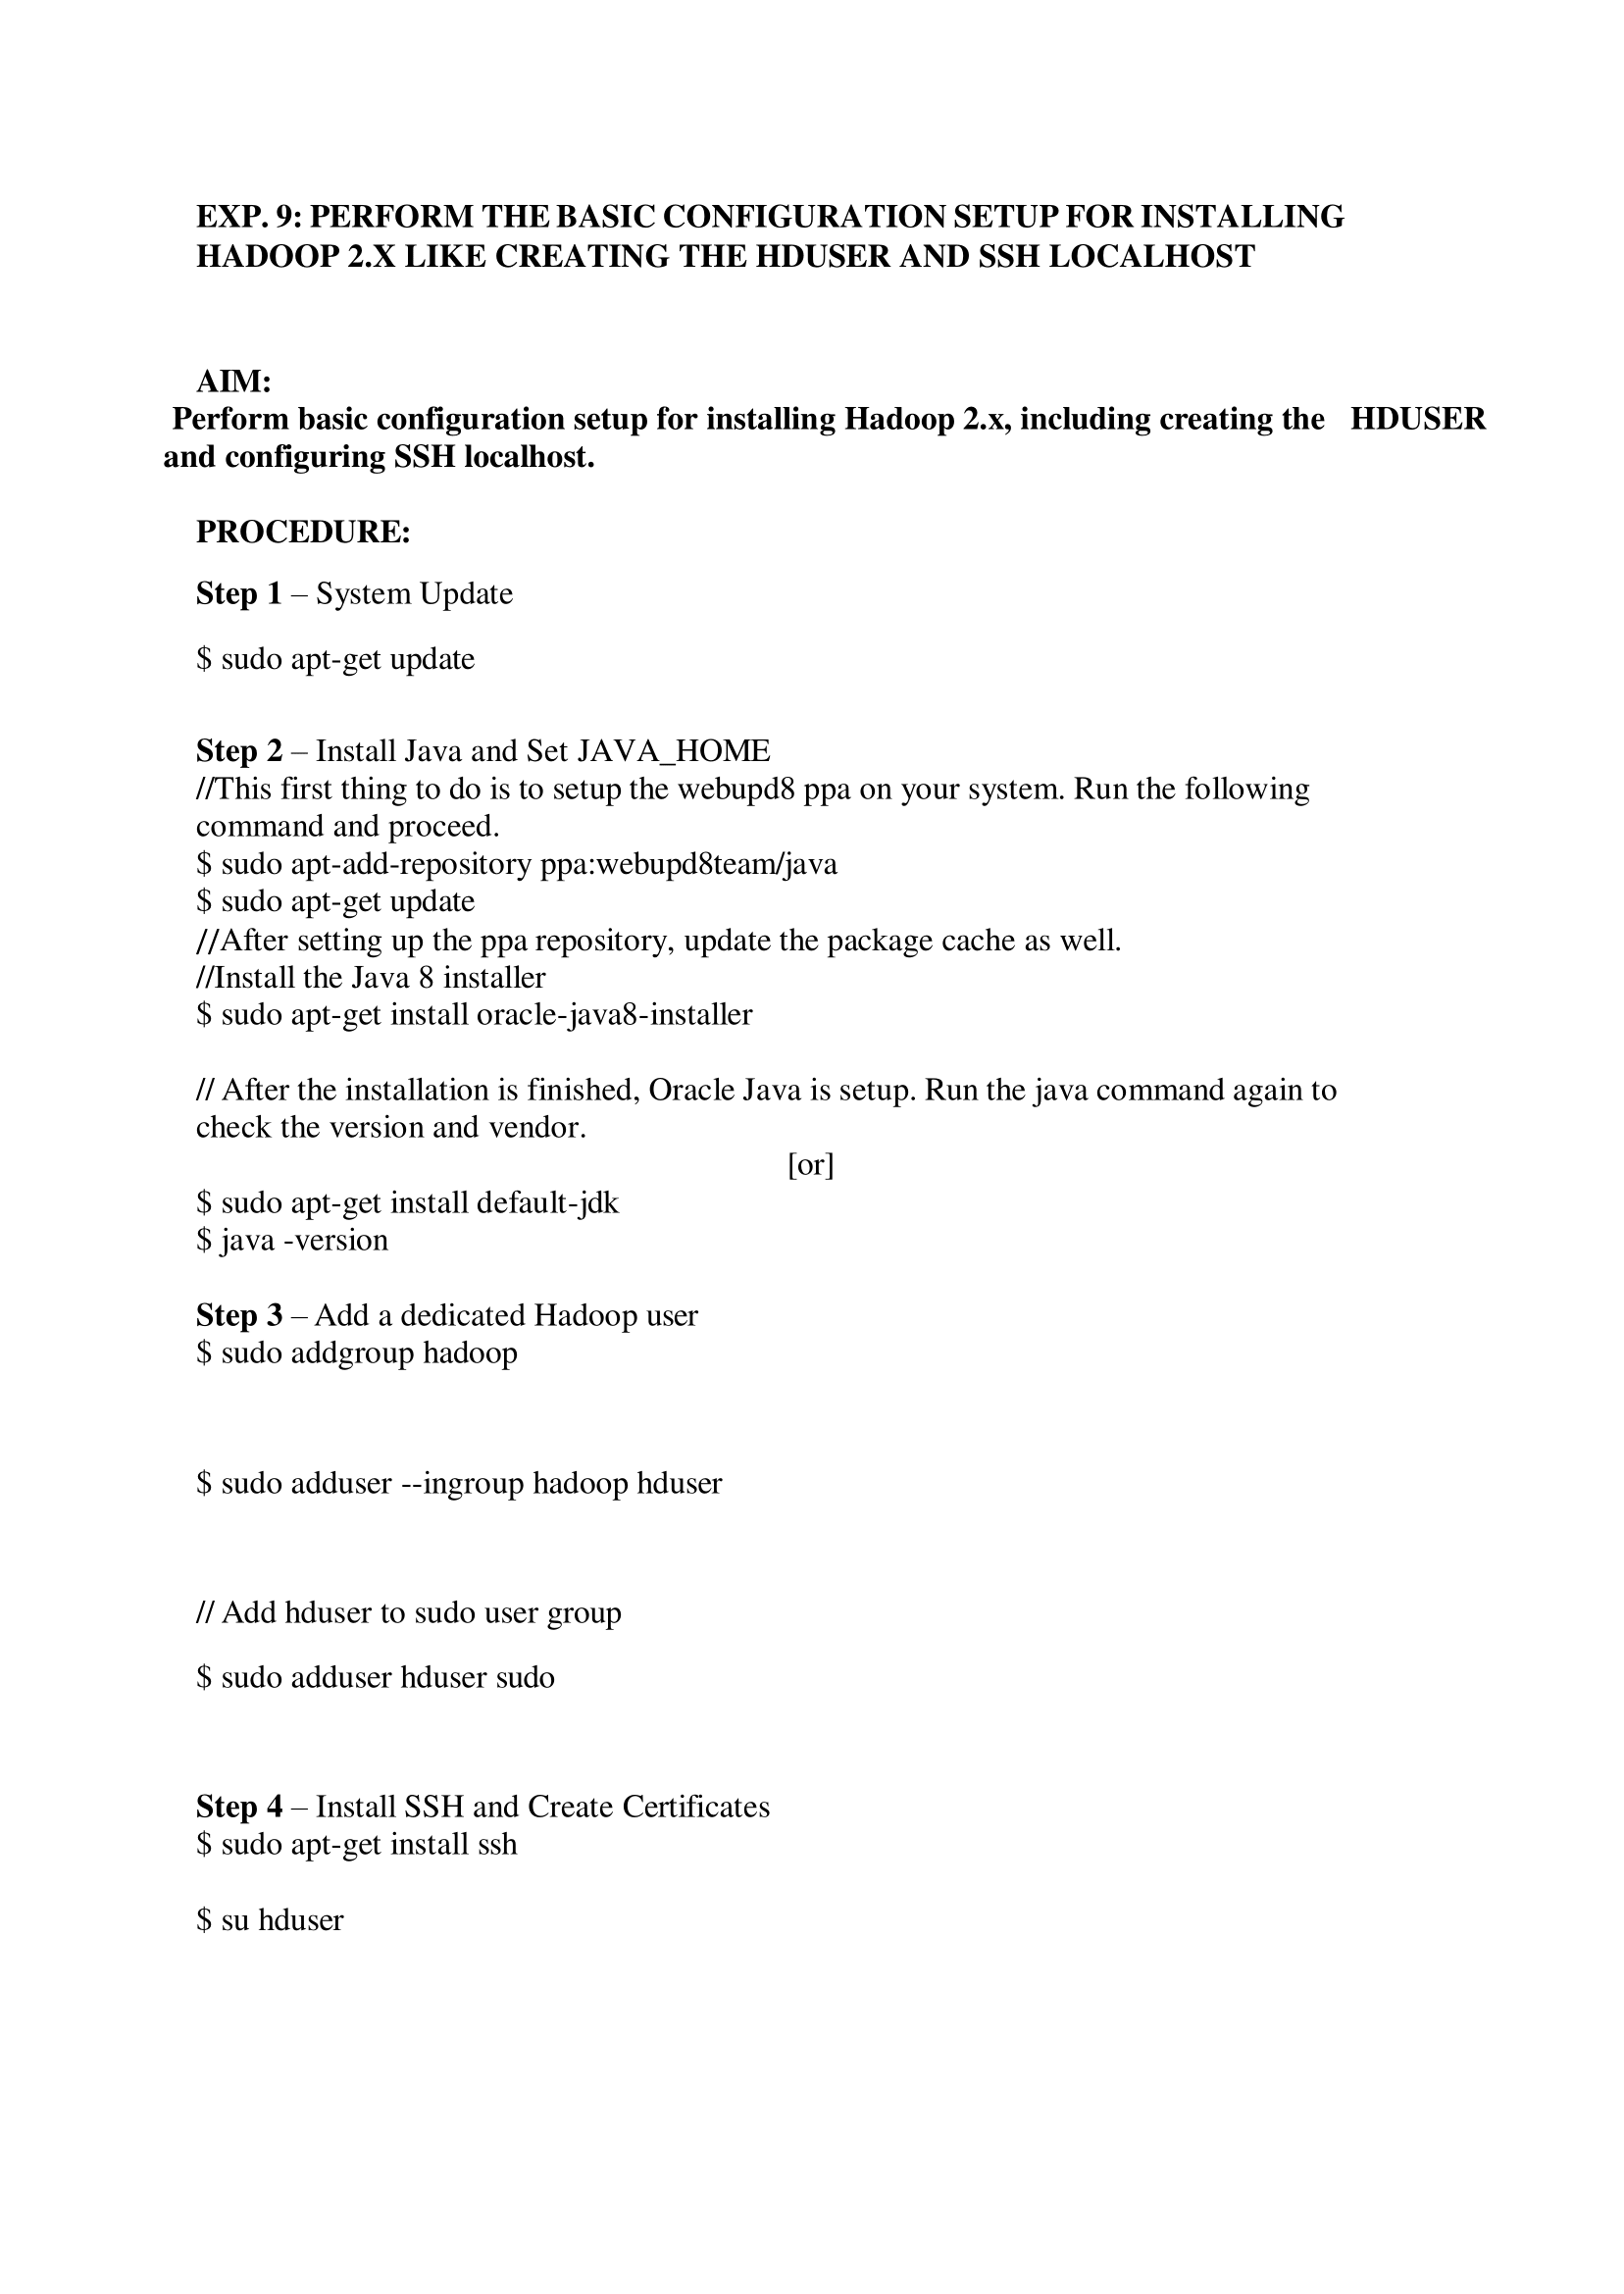 EXP. 9: PERFORM THE BASIC CONFIGURATION SETUP FOR INSTALLING
HADOOP 2.X LIKE CREATING THE HDUSER AND SSH LOCALHOST
AIM:
Perform basic configuration setup for installing Hadoop 2.x, including creating the HDUSER
and configuring SSH localhost.
PROCEDURE:
Step 1 – System Update
$ sudo apt-get update
Step 2 – Install Java and Set JAVA_HOME
//This first thing to do is to setup the webupd8 ppa on your system. Run the following
command and proceed.
$ sudo apt-add-repository ppa:webupd8team/java
$ sudo apt-get update
//After setting up the ppa repository, update the package cache as well.
//Install the Java 8 installer
$ sudo apt-get install oracle-java8-installer
// After the installation is finished, Oracle Java is setup. Run the java command again to
check the version and vendor.
[or]
$ sudo apt-get install default-jdk
$ java -version
Step 3 – Add a dedicated Hadoop user
$ sudo addgroup hadoop
$ sudo adduser --ingroup hadoop hduser
// Add hduser to sudo user group
$ sudo adduser hduser sudo
Step 4 – Install SSH and Create Certificates
$ sudo apt-get install ssh
$ su hduser